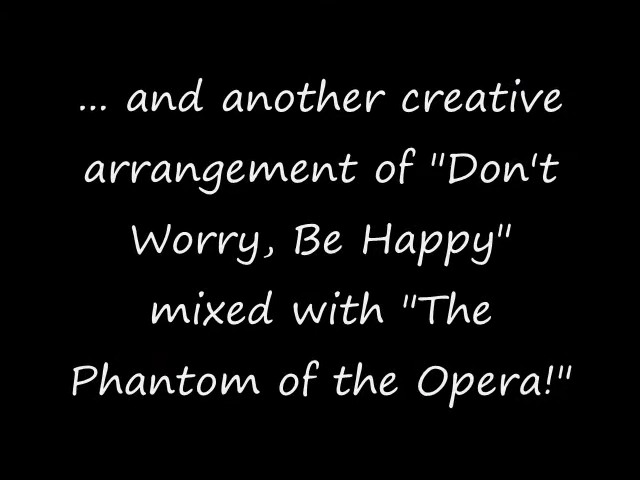 ... and another creative
arrangement of "Don't
Worry, Be Happy"
mixed with "The
Phantom of the Opera!"